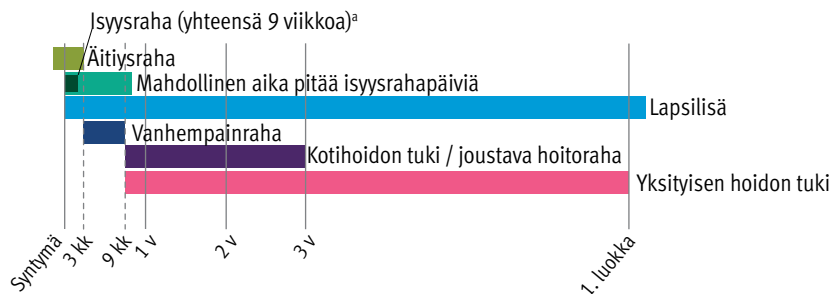 Isyysraha (yhteensä 9 viikkoa)ᵃ
Äitiysraha
Mahdollinen aika pitää isyysrahapäiviä
Lapsilisä
Vanhempainraha
Kotihoidon tuki / joustava hoitoraha
Yksityisen hoidon tuki
Syntymä
3 kk
9 kk
1 v
2 v
3 v
1. luokka